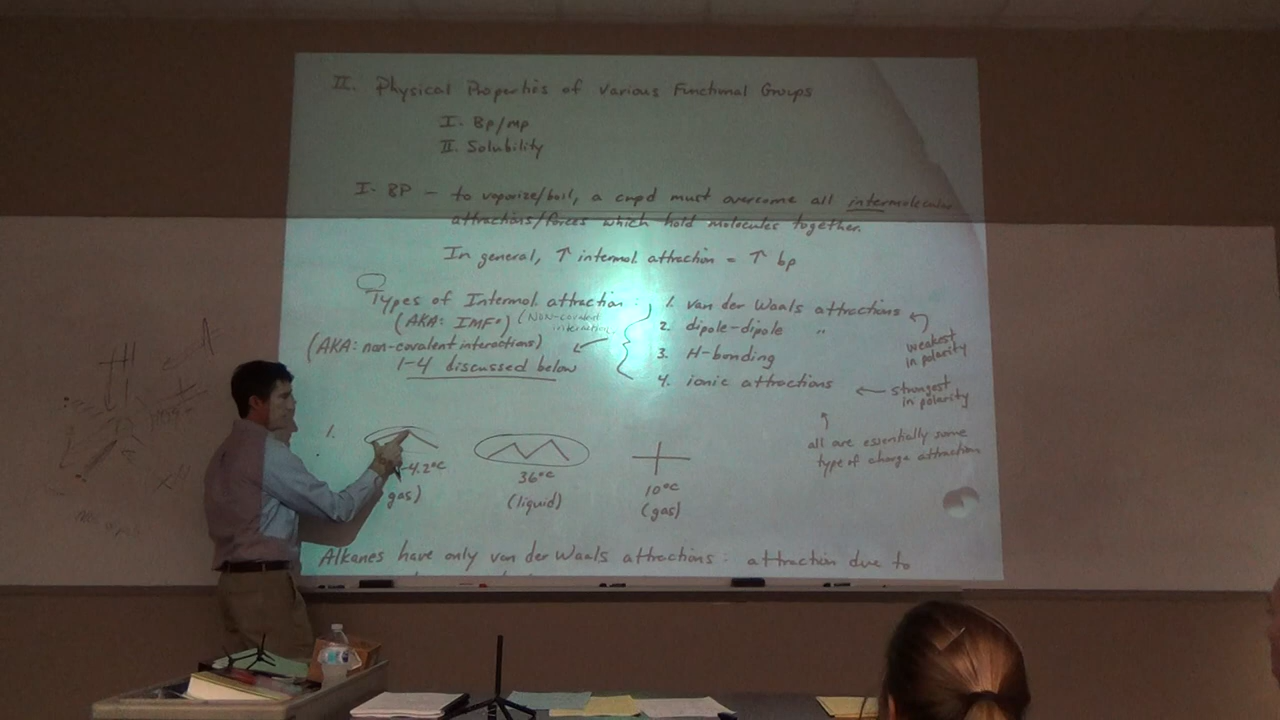 II. Physical Properties of Various Functional Groups
I. Bp/mp
II. Solubility
I. BP – to vaporize/boil, a cmpd must overcome all intermolecular
attractions/forces which hold molecules together.
In general, ↑ intermol. attraction = ↑ bp
Types of Intermol. attraction:
(AKA: IMFs) (Non-covalent
interaction
(AKA: non-covalent interactions)
1-4 discussed below
1. van der Waals attractions
2. dipole-dipole "
3. H-bonding
4. ionic attractions
weakest
in polarity
strongest
in polarity
all are essentially some
type of charge attraction
1.
-4.2°C
gas)
36°C
(liquid)
10°C
(gas)
Alkanes have only van der Waals attractions: attraction due to